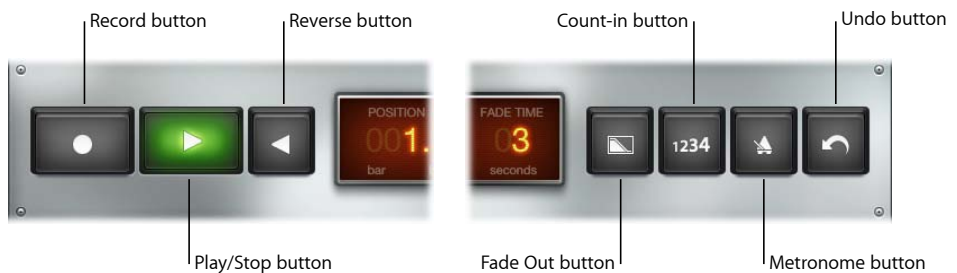 Record button
Reverse button
Count-in button
Undo button
POSITION
001.
bar
FADE TIME
03
seconds
1234
Play/Stop button
Fade Out button
Metronome button